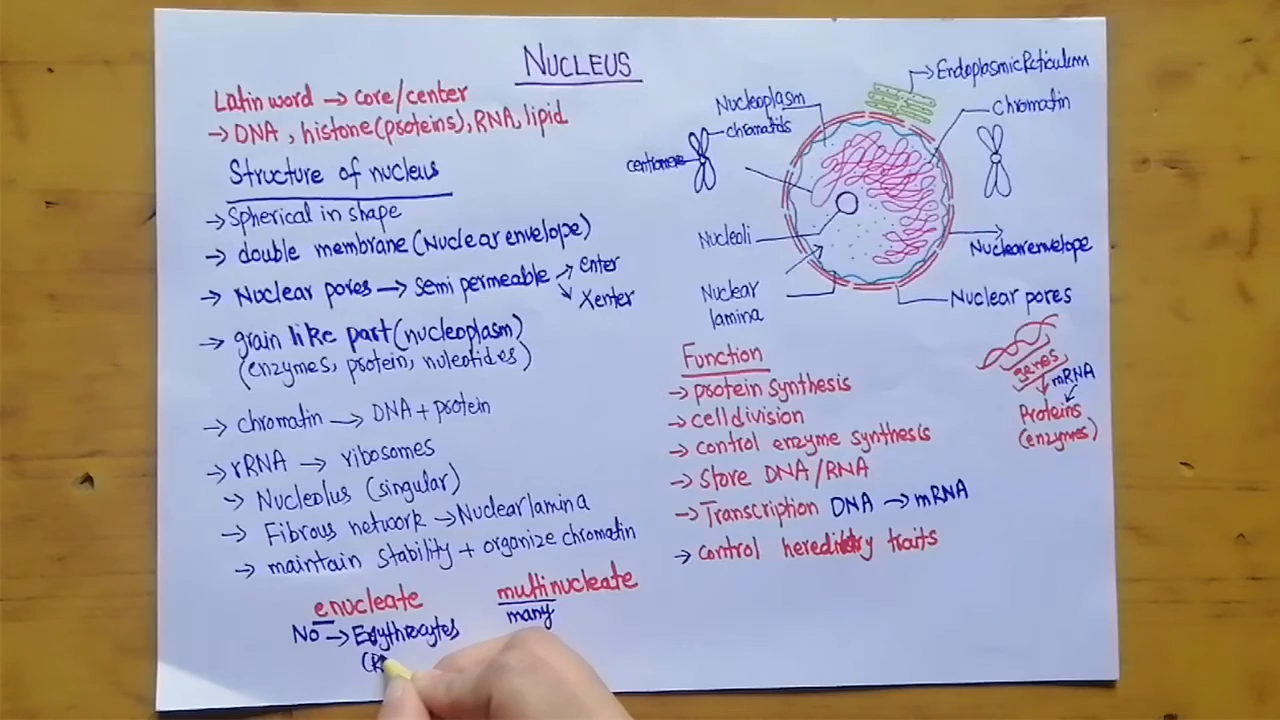 NUCLEUS
Latin word → core/center
→ DNA, histone (proteins), RNA, lipid
Structure of nucleus
→ Spherical in shape
→ double membrane (Nuclear envelope)
→ Nuclear pores → semi permeable → enter
↘ Xenter
→ grain like part (nucleoplasm)
(enzymes, protein, nuleotides)
→ chromatin → DNA + protein
→ rRNA → ribosomes
→ Nucleolus (singular)
→ Fibrous network → Nuclear lamina
→ maintain stability + organize chromatin
enucleate
No → Erythrocytes
(R
multinucleate
many
Endoplasmic Reticulum
Nucleoplasm
chromatin
chromatids
Nucleoli
Nuclear envelope
Nuclear lamina
Nuclear pores
Function
→ protein synthesis
→ cell division
→ control enzyme synthesis
→ Store DNA/RNA
→ Transcription DNA → mRNA
→ control hereditry traits
genes
mRNA
Proteins
(enzymes)